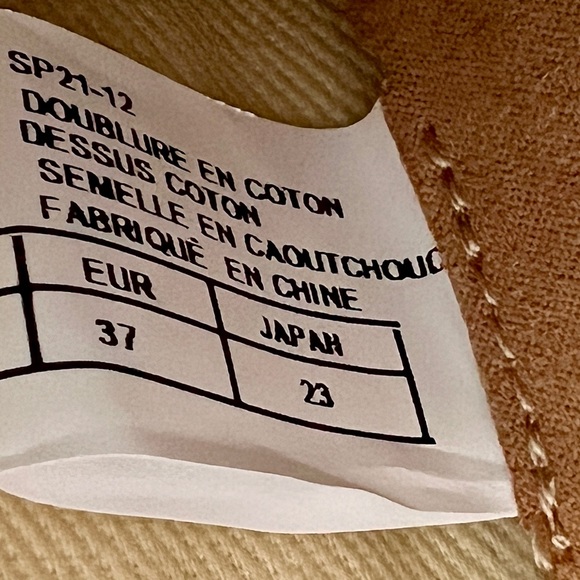 SP21-12
DOUBLURE EN COTON
DESSUS COTON
SEMELLE EN CAOUTCHOUC
FABRIQUÉ EN CHINE
EUR JAPAN
37 23